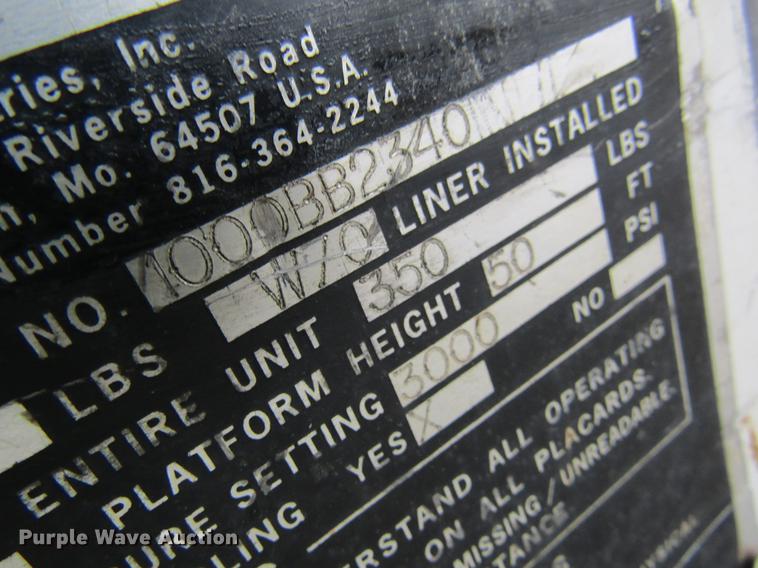 ries, Inc.
Riverside Road
n, Mo. 64507 U.S.A.
Number 816-364-2244
NO. 1000BB2340
LBS W/O LINER INSTALLED
ENTIRE UNIT 350 LBS
PLATFORM HEIGHT 50 FT
URE SETTING 3000 PSI
LING YES X NO
ERSTAND ALL OPERATING
ON ALL PLACARDS.
MISSING/UNREADABLE.
TANCE
Purple Wave Auction